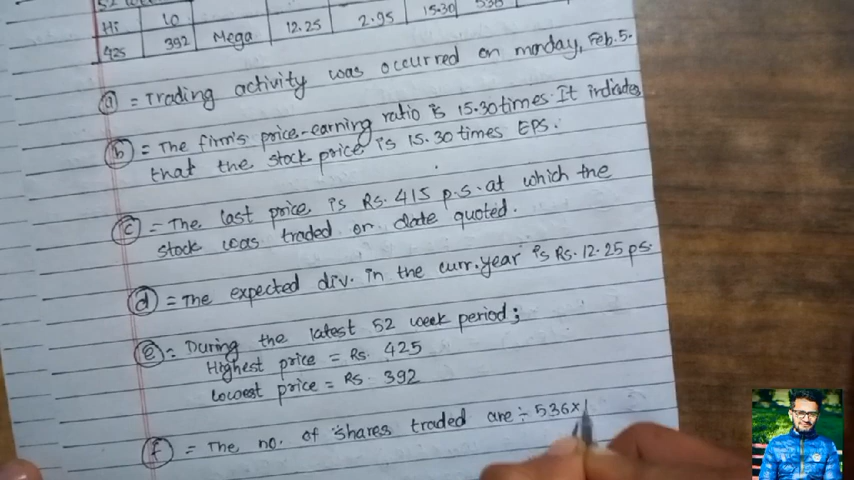 Hi Lo
425 392 Mega 12.25 2.95 15.30 536
(a) = Trading activity was occurred on monday, Feb. 5.
(b) = The firm's price-earning ratio is 15.30 times. It indicates
that the stock price is 15.30 times EPS.
(c) = The last price is Rs. 415 p.s. at which the
stock was traded on date quoted.
(d) = The expected div. in the curr. year is Rs. 12.25 ps.
(e) = During the latest 52 week period;
Highest price = Rs. 425
Lowest price = Rs. 392
(f) = The no. of shares traded are ÷ 536×1